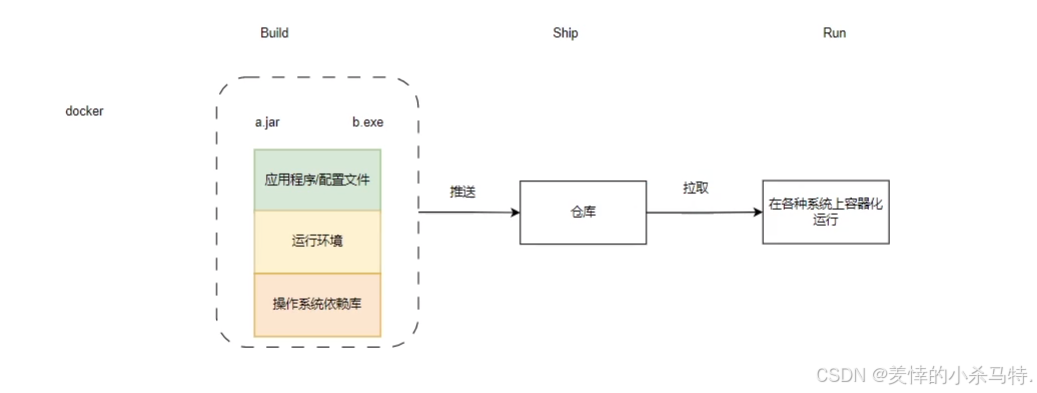 Build
Ship
Run
docker
a.jar
b.exe
应用程序/配置文件
运行环境
操作系统依赖库
推送
仓库
拉取
在各种系统上容器化
运行
CSDN @羑悻的小杀马特.